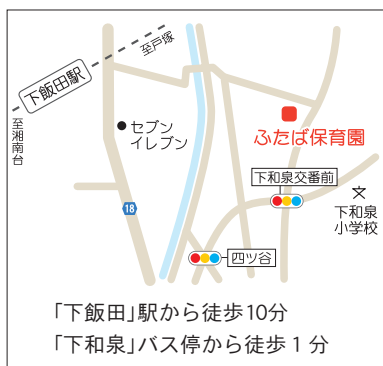 至戸塚
下飯田駅
至湘南台
セブン
イレブン
ふたば保育園
下和泉交番前
下和泉
小学校
18
四ツ谷
「下飯田」駅から徒歩10分
「下和泉」バス停から徒歩1分